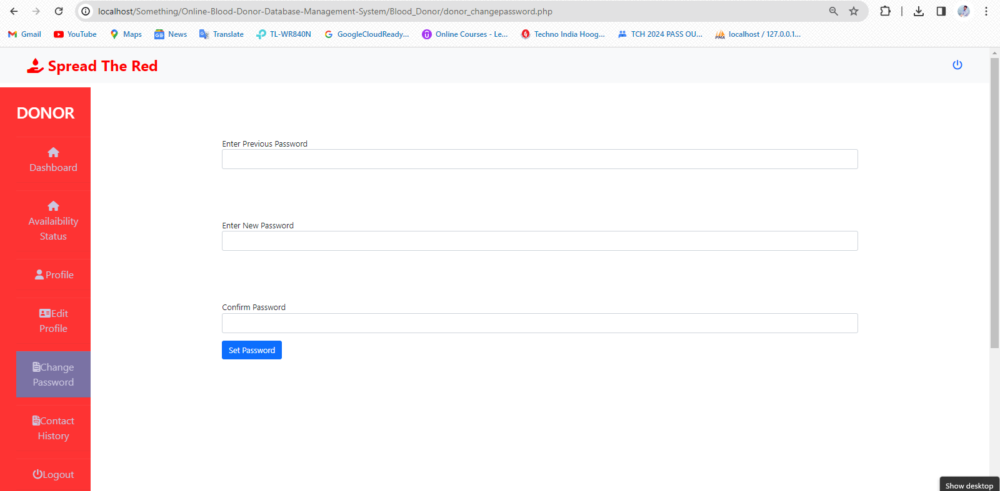 localhost/Something/Online-Blood-Donor-Database-Management-System/Blood_Donor/donor_changepassword.php
Gmail YouTube Maps News Translate TL-WR840N GoogleCloudReady... Online Courses - Le... Techno India Hoog... TCH 2024 PASS OU... PMA localhost / 127.0.0.1...
Spread The Red
DONOR
Dashboard
Availaibility
Status
Profile
Edit
Profile
Change
Password
Contact
History
Logout
Enter Previous Password
Enter New Password
Confirm Password
Set Password
Show desktop